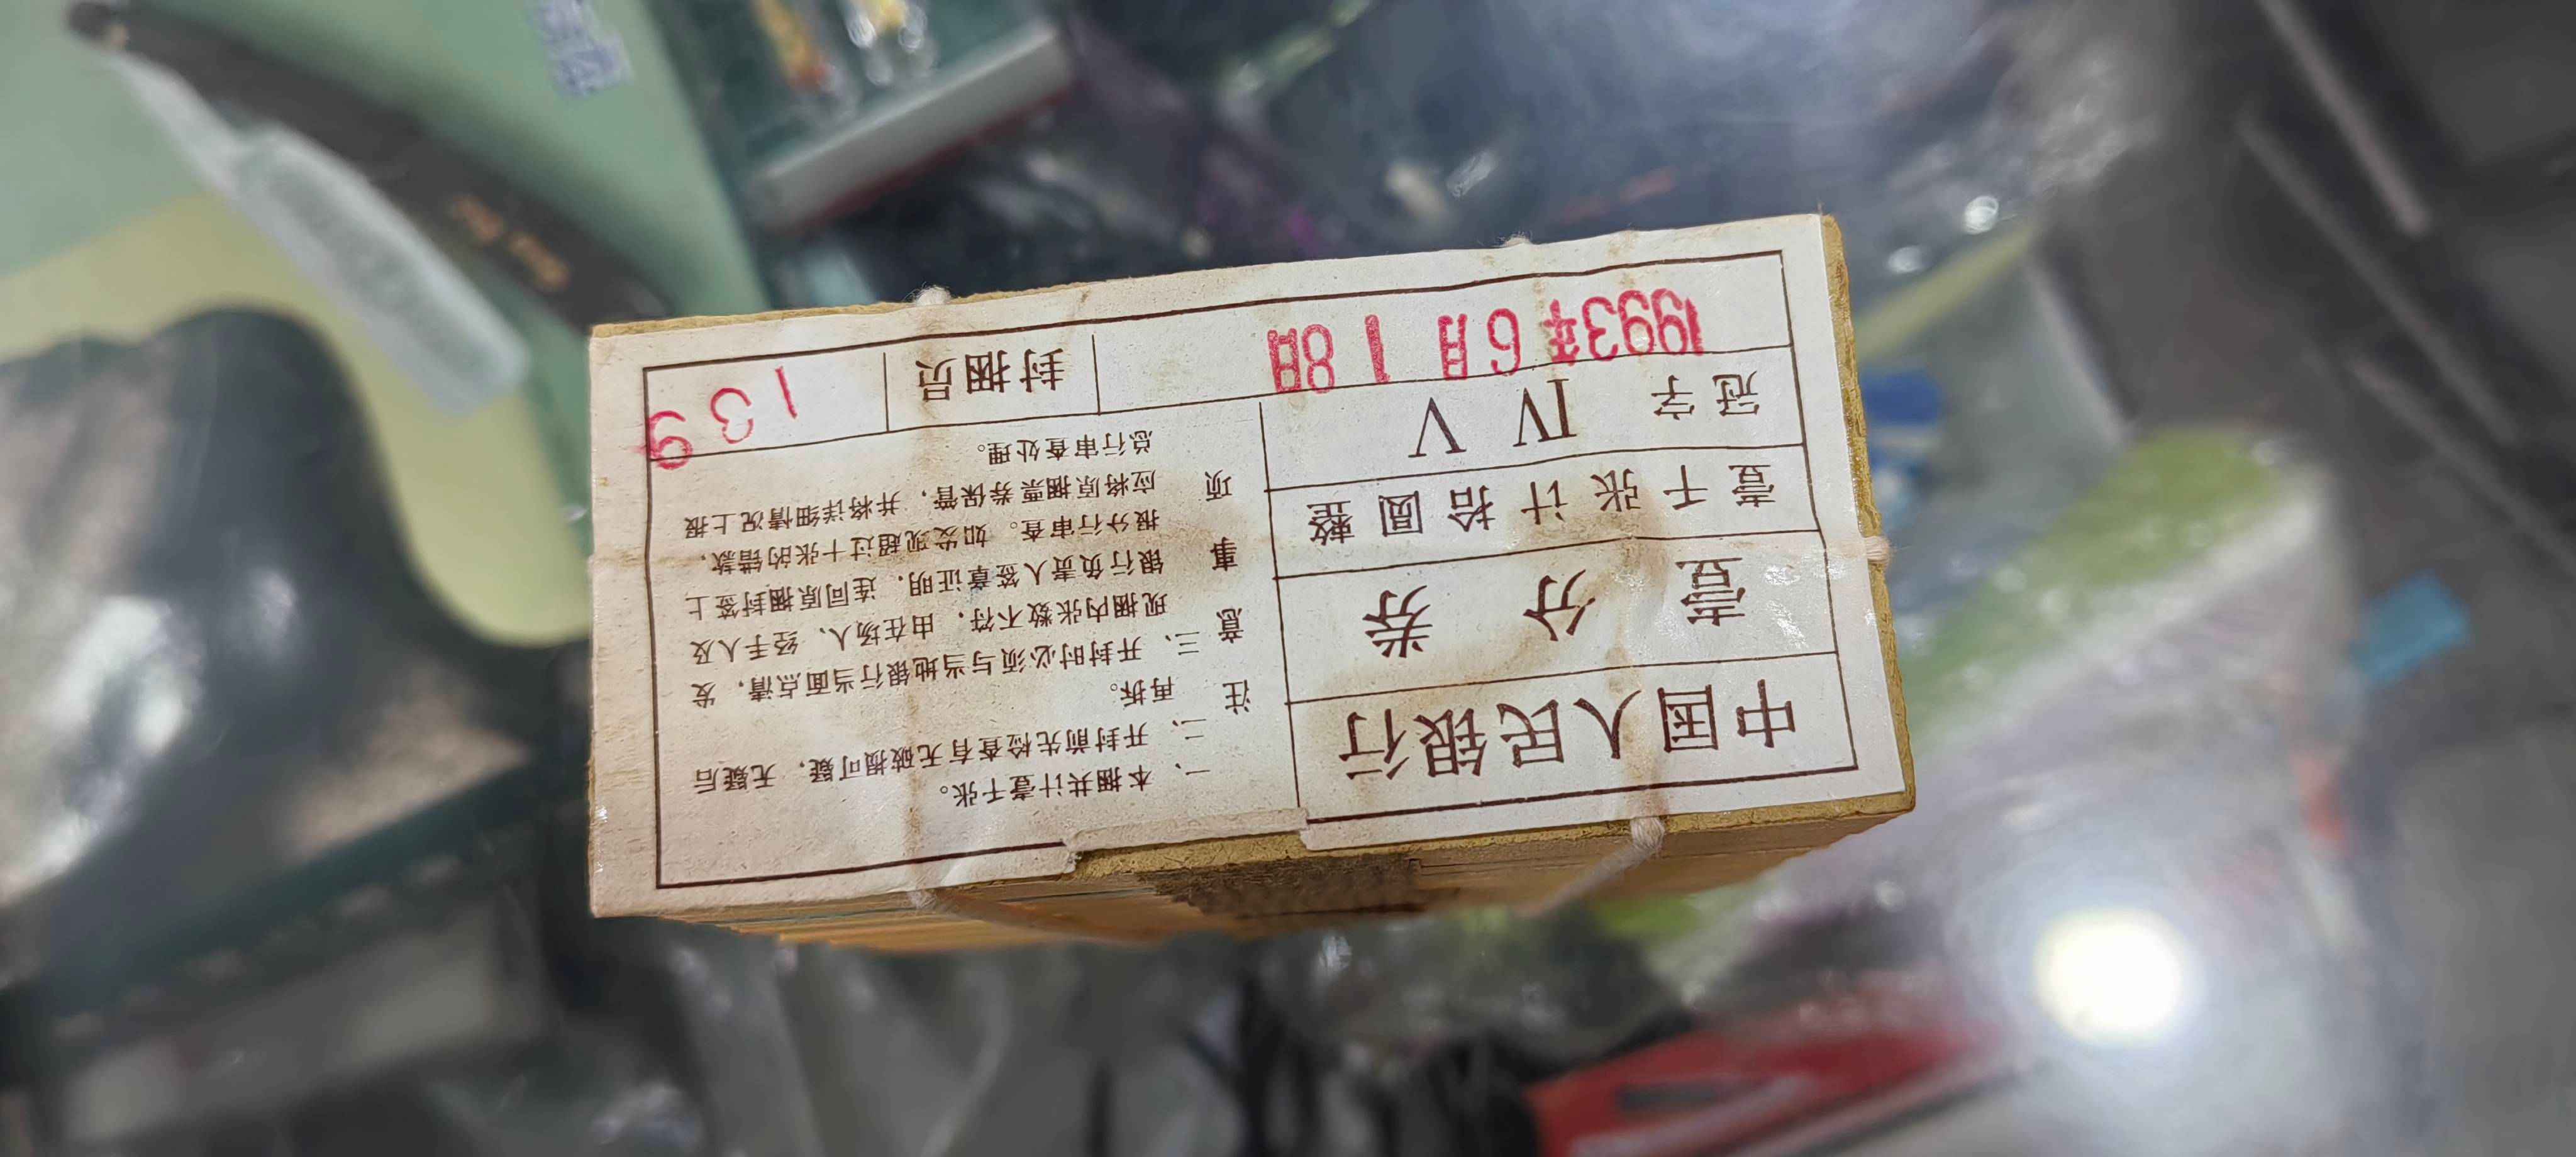 中国人民银行
壹分券
壹千张计拾圆整
冠字 IV V
1993年6月18日
注意事项
一、本捆共计壹千张。
二、开封前先检查有无破损可疑，无疑后
再拆。
三、开封时必须与当地银行当面点清，发
现捆内张数不符，由在场人、经手人及
银行负责人签章证明，连同原捆封签上
报分行审查。如发现超过十张的错款，
应将原捆票券保管，并将详细情况上报
总行审查处理。
封捆员 139